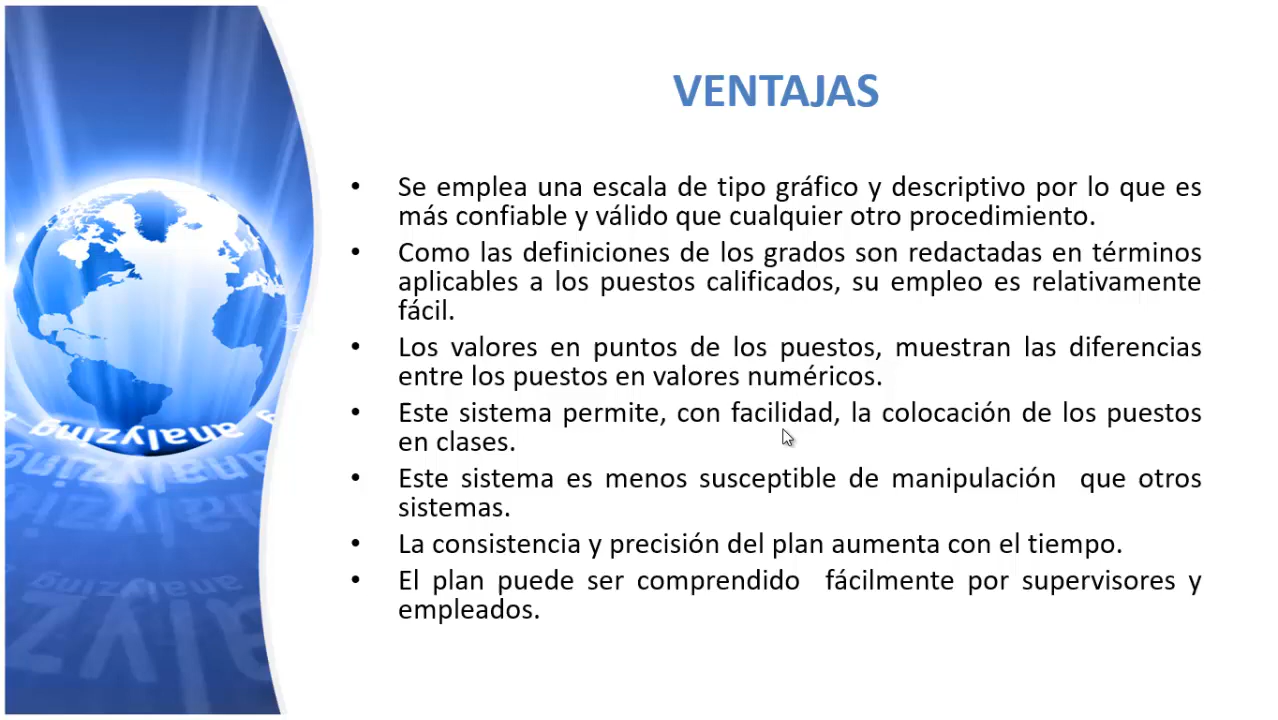 VENTAJAS
• Se emplea una escala de tipo gráfico y descriptivo por lo que es
más confiable y válido que cualquier otro procedimiento.
• Como las definiciones de los grados son redactadas en términos
aplicables a los puestos calificados, su empleo es relativamente
fácil.
• Los valores en puntos de los puestos, muestran las diferencias
entre los puestos en valores numéricos.
• Este sistema permite, con facilidad, la colocación de los puestos
en clases.
• Este sistema es menos susceptible de manipulación  que otros
sistemas.
• La consistencia y precisión del plan aumenta con el tiempo.
• El plan puede ser comprendido  fácilmente por supervisores y
empleados.
analyzing
analyzing
analyzing